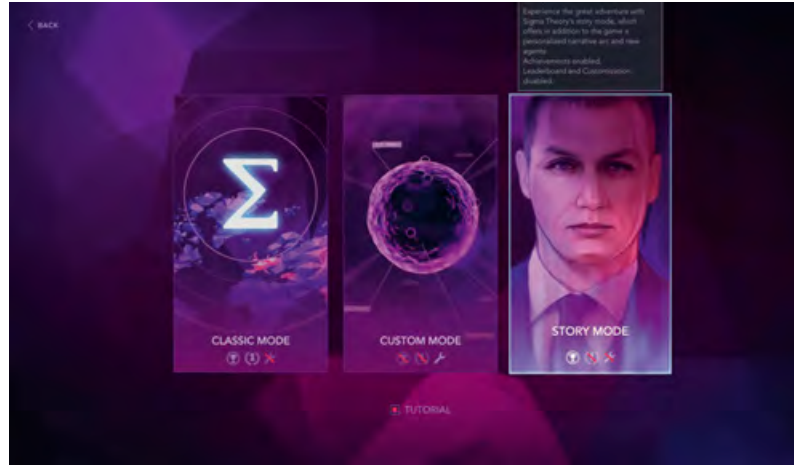 BACK
Experience the great adventure with
Sigma Theory's story mode, which
offers in addition to the game a
personalized narrative arc and new
agents
Achievements enabled.
Leaderboard and Customization
disabled.
Σ
CLASSIC MODE
CUSTOM MODE
STORY MODE
TUTORIAL